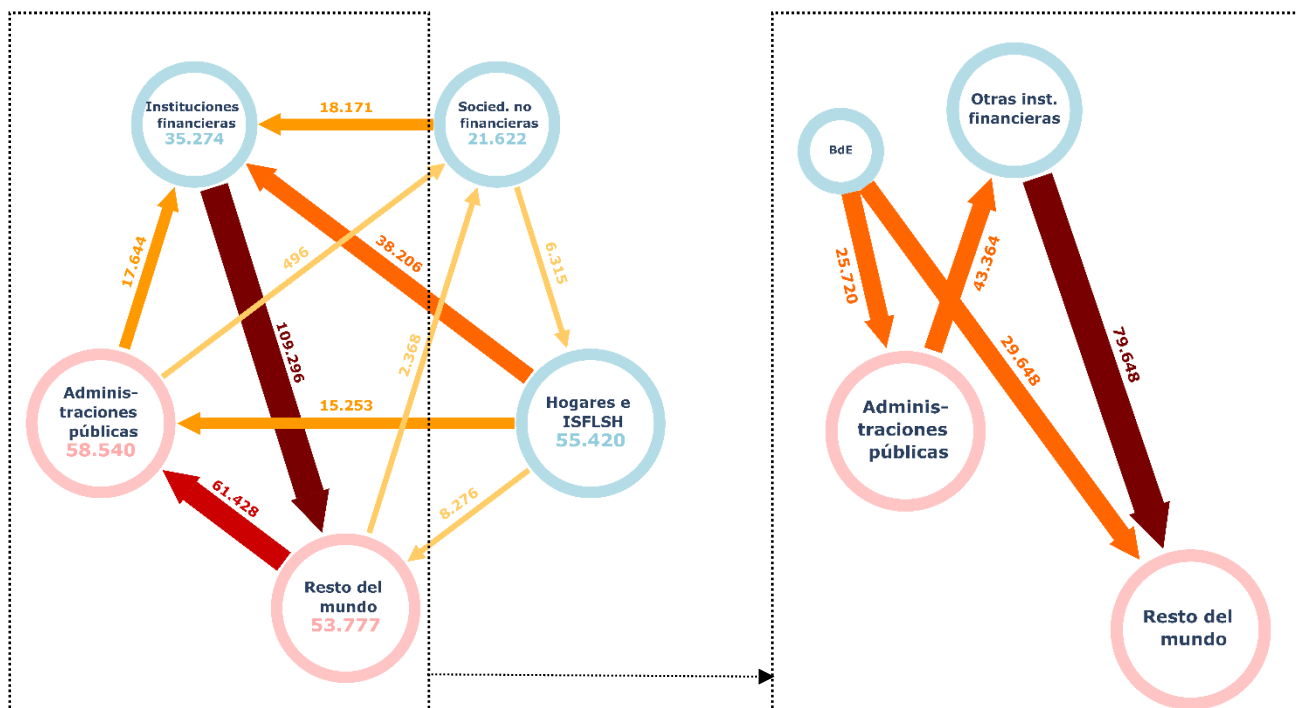 Instituciones
financieras
35.274
18.171
Socied. no
financieras
21.622
17.644
496
38.206
6.315
109.296
2.368
Adminis-
traciones
públicas
58.540
15.253
Hogares e
ISFLSH
55.420
61.428
8.276
Resto del
mundo
53.777
BdE
Otras inst.
financieras
25.720
43.364
29.648
79.648
Adminis-
traciones
públicas
Resto del
mundo